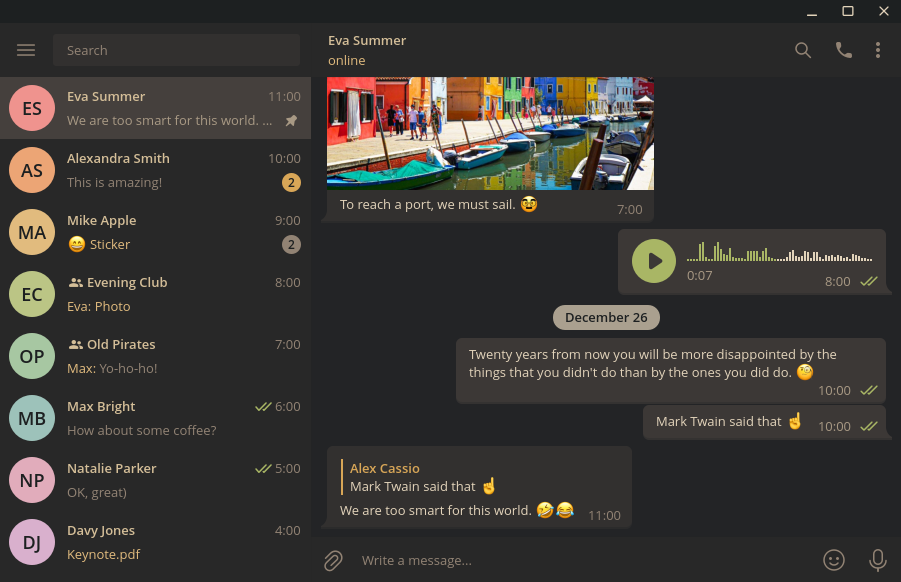 Search
ES
Eva Summer 11:00
We are too smart for this world. ...
AS
Alexandra Smith 10:00
This is amazing! 2
MA
Mike Apple 9:00
😄 Sticker 2
EC
Evening Club 8:00
Eva: Photo
OP
Old Pirates 7:00
Max: Yo-ho-ho!
MB
Max Bright 6:00
How about some coffee?
NP
Natalie Parker 5:00
OK, great)
DJ
Davy Jones 4:00
Keynote.pdf
Eva Summer
online
To reach a port, we must sail. 🥸 7:00
0:07 8:00
December 26
Twenty years from now you will be more disappointed by the
things that you didn't do than by the ones you did do. 🧐
10:00
Mark Twain said that ☝ 10:00
Alex Cassio
Mark Twain said that ☝
We are too smart for this world. 🤣😂 11:00
Write a message...